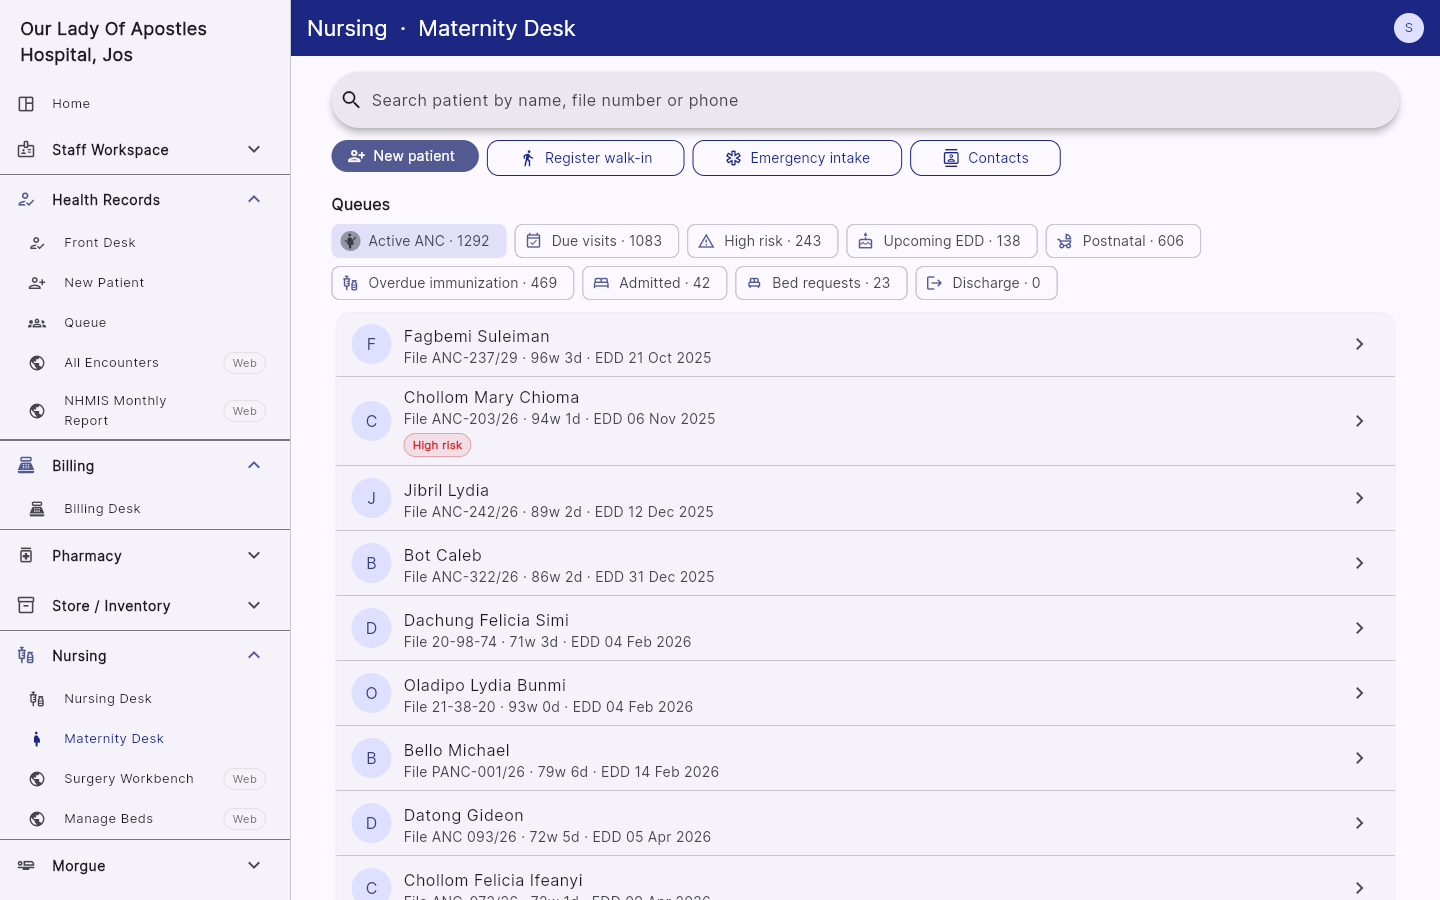 Our Lady Of Apostles
Hospital, Jos
Home
Staff Workspace
Health Records
Front Desk
New Patient
Queue
All Encounters
Web
NHMIS Monthly
Report
Web
Billing
Billing Desk
Pharmacy
Store / Inventory
Nursing
Nursing Desk
Maternity Desk
Surgery Workbench
Web
Manage Beds
Web
Morgue
Nursing · Maternity Desk
S
Search patient by name, file number or phone
New patient
Register walk-in
Emergency intake
Contacts
Queues
Active ANC · 1292
Due visits · 1083
High risk · 243
Upcoming EDD · 138
Postnatal · 606
Overdue immunization · 469
Admitted · 42
Bed requests · 23
Discharge · 0
F
Fagbemi Suleiman
File ANC-237/29 · 96w 3d · EDD 21 Oct 2025
C
Chollom Mary Chioma
File ANC-203/26 · 94w 1d · EDD 06 Nov 2025
High risk
J
Jibril Lydia
File ANC-242/26 · 89w 2d · EDD 12 Dec 2025
B
Bot Caleb
File ANC-322/26 · 86w 2d · EDD 31 Dec 2025
D
Dachung Felicia Simi
File 20-98-74 · 71w 3d · EDD 04 Feb 2026
O
Oladipo Lydia Bunmi
File 21-38-20 · 93w 0d · EDD 04 Feb 2026
B
Bello Michael
File PANC-001/26 · 79w 6d · EDD 14 Feb 2026
D
Datong Gideon
File ANC 093/26 · 72w 5d · EDD 05 Apr 2026
C
Chollom Felicia Ifeanyi